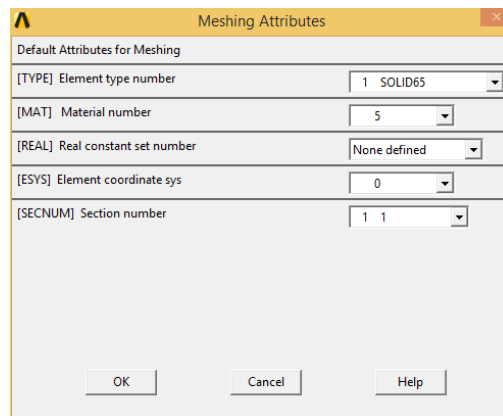 Meshing Attributes
Default Attributes for Meshing
[TYPE] Element type number 1 SOLID65
[MAT] Material number 5
[REAL] Real constant set number None defined
[ESYS] Element coordinate sys 0
[SECNUM] Section number 1 1
OK Cancel Help